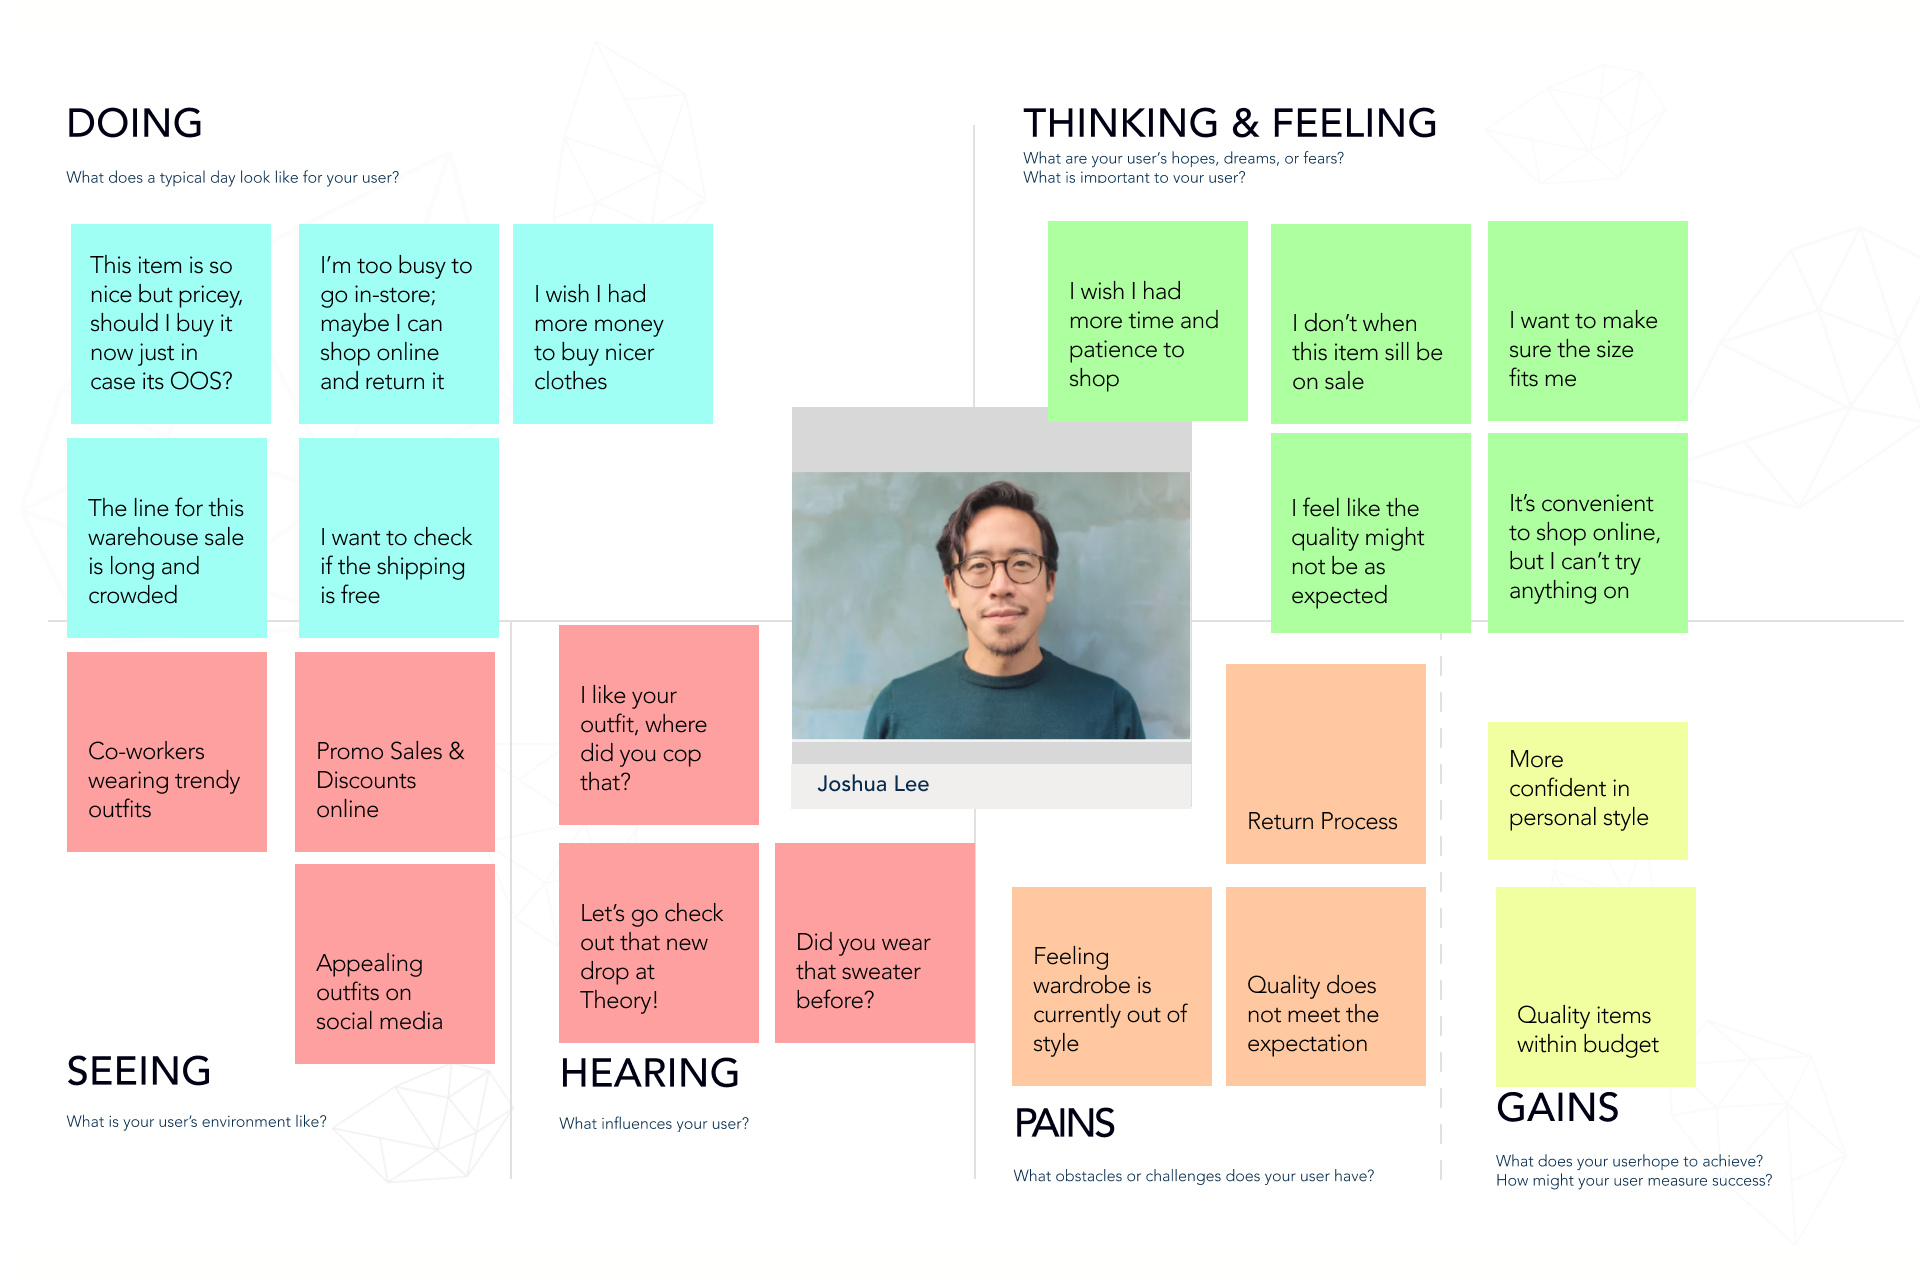 DOING
What does a typical day look like for your user?
This item is so
nice but pricey,
should I buy it
now just in
case its OOS?
I'm too busy to
go in-store;
maybe I can
shop online
and return it
I wish I had
more money
to buy nicer
clothes
The line for this
warehouse sale
is long and
crowded
I want to check
if the shipping
is free
THINKING & FEELING
What are your user's hopes, dreams, or fears?
What is important to your user?
I wish I had
more time and
patience to
shop
I don't when
this item sill be
on sale
I want to make
sure the size
fits me
I feel like the
quality might
not be as
expected
It's convenient
to shop online,
but I can't try
anything on
Joshua Lee
Co-workers
wearing trendy
outfits
Promo Sales &
Discounts
online
Appealing
outfits on
social media
SEEING
What is your user's environment like?
I like your
outfit, where
did you cop
that?
Let's go check
out that new
drop at
Theory!
Did you wear
that sweater
before?
HEARING
What influences your user?
Return Process
Feeling
wardrobe is
currently out of
style
Quality does
not meet the
expectation
PAINS
What obstacles or challenges does your user have?
More
confident in
personal style
Quality items
within budget
GAINS
What does your userhope to achieve?
How might your user measure success?